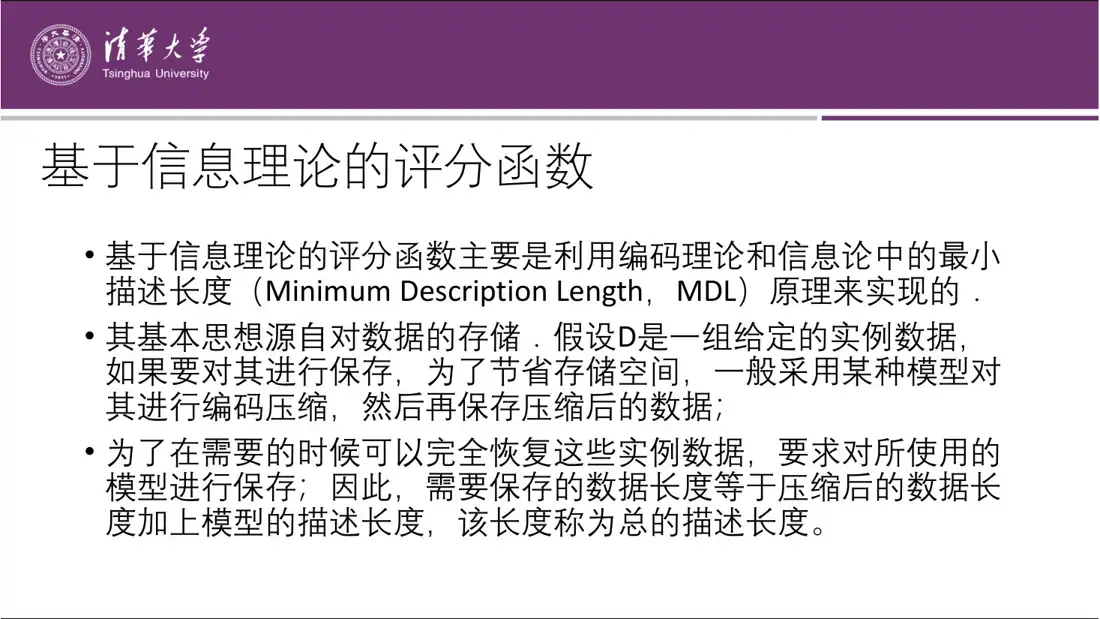 清华大学
Tsinghua University
基于信息理论的评分函数
• 基于信息理论的评分函数主要是利用编码理论和信息论中的最小
描述长度（Minimum Description Length，MDL）原理来实现的．
• 其基本思想源自对数据的存储．假设D是一组给定的实例数据，
如果要对其进行保存，为了节省存储空间，一般采用某种模型对
其进行编码压缩，然后再保存压缩后的数据；
• 为了在需要的时候可以完全恢复这些实例数据，要求对所使用的
模型进行保存；因此，需要保存的数据长度等于压缩后的数据长
度加上模型的描述长度，该长度称为总的描述长度。